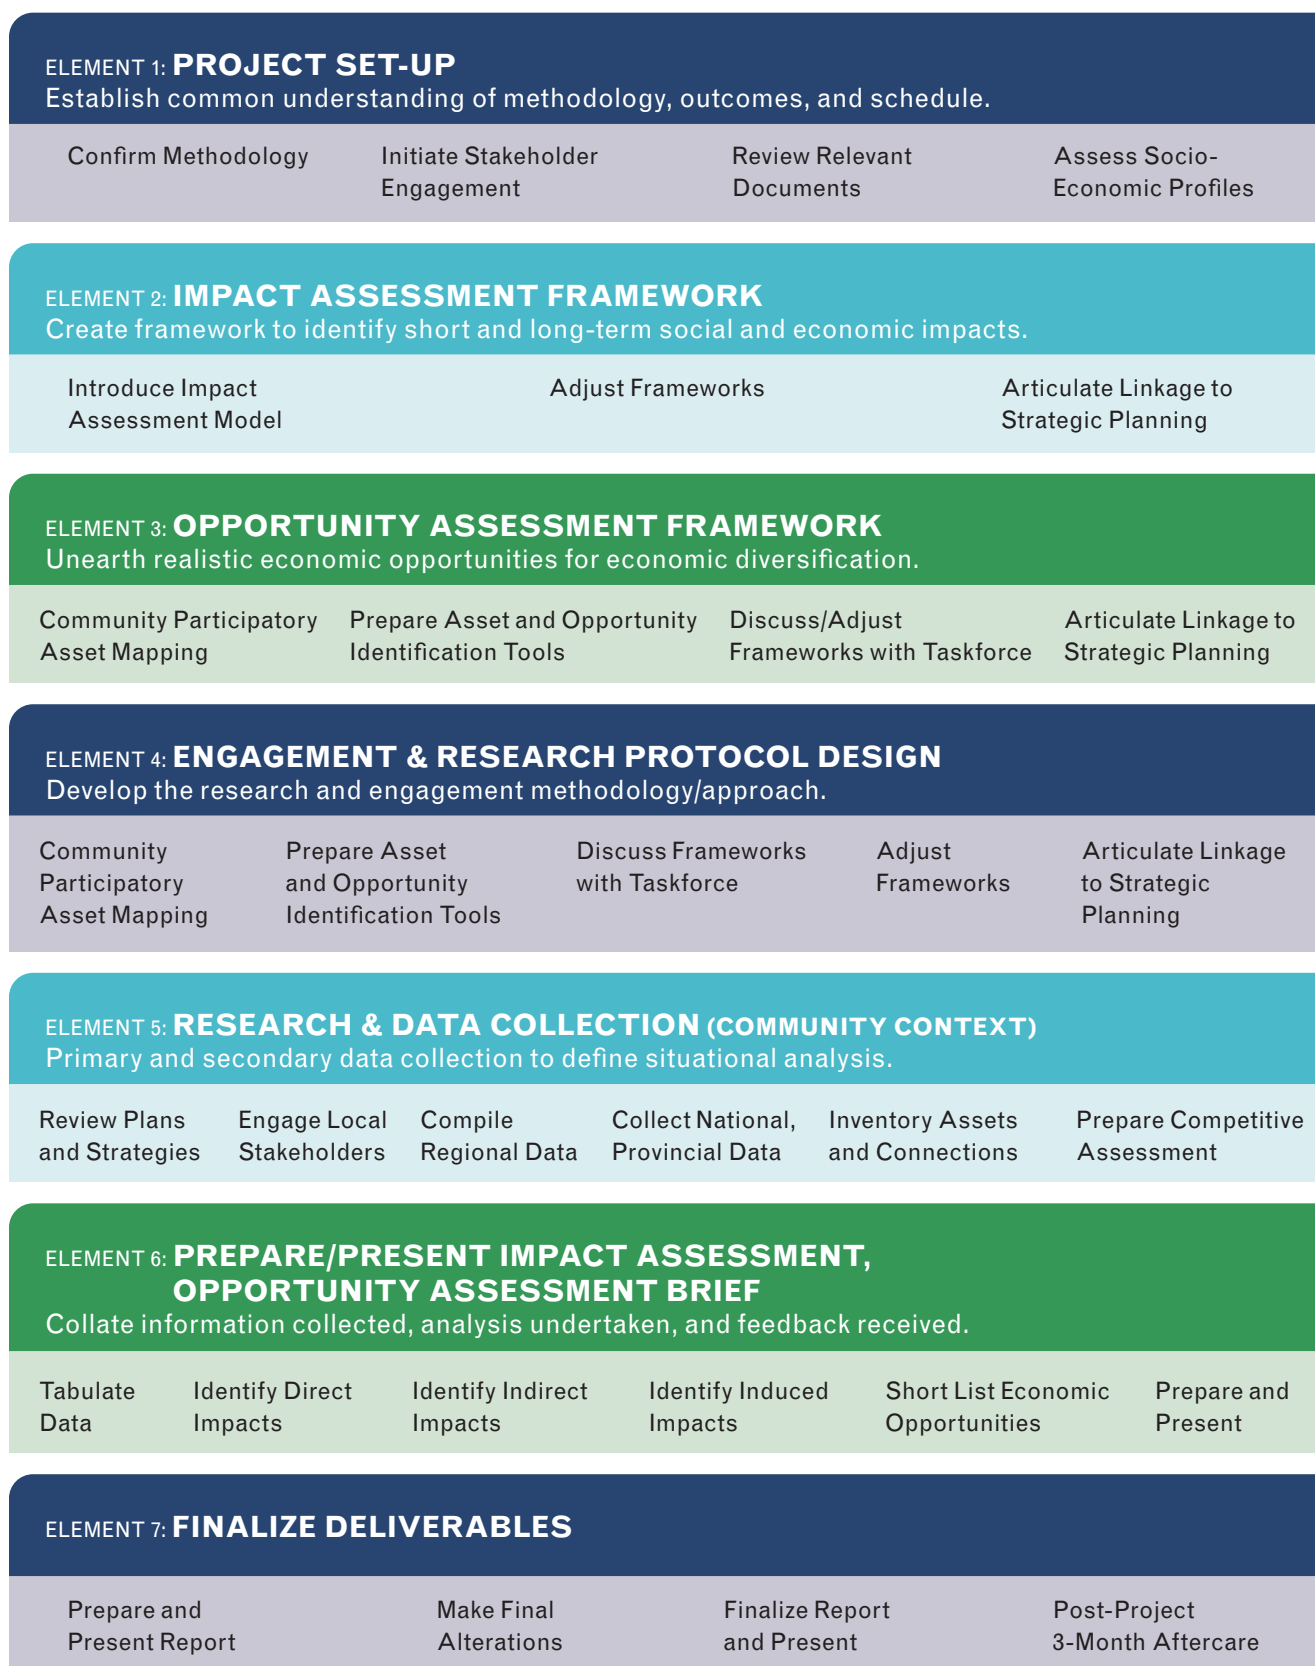 ELEMENT 1: PROJECT SET-UP
Establish common understanding of methodology, outcomes, and schedule.
Confirm Methodology
Initiate Stakeholder
Engagement
Review Relevant
Documents
Assess Socio-
Economic Profiles
ELEMENT 2: IMPACT ASSESSMENT FRAMEWORK
Create framework to identify short and long-term social and economic impacts.
Introduce Impact
Assessment Model
Adjust Frameworks
Articulate Linkage to
Strategic Planning
ELEMENT 3: OPPORTUNITY ASSESSMENT FRAMEWORK
Unearth realistic economic opportunities for economic diversification.
Community Participatory
Asset Mapping
Prepare Asset and Opportunity
Identification Tools
Discuss/Adjust
Frameworks with Taskforce
Articulate Linkage to
Strategic Planning
ELEMENT 4: ENGAGEMENT & RESEARCH PROTOCOL DESIGN
Develop the research and engagement methodology/approach.
Community
Participatory
Asset Mapping
Prepare Asset
and Opportunity
Identification Tools
Discuss Frameworks
with Taskforce
Adjust
Frameworks
Articulate Linkage
to Strategic
Planning
ELEMENT 5: RESEARCH & DATA COLLECTION (COMMUNITY CONTEXT)
Primary and secondary data collection to define situational analysis.
Review Plans
and Strategies
Engage Local
Stakeholders
Compile
Regional Data
Collect National,
Provincial Data
Inventory Assets
and Connections
Prepare Competitive
Assessment
ELEMENT 6: PREPARE/PRESENT IMPACT ASSESSMENT,
OPPORTUNITY ASSESSMENT BRIEF
Collate information collected, analysis undertaken, and feedback received.
Tabulate
Data
Identify Direct
Impacts
Identify Indirect
Impacts
Identify Induced
Impacts
Short List Economic
Opportunities
Prepare and
Present
ELEMENT 7: FINALIZE DELIVERABLES
Prepare and
Present Report
Make Final
Alterations
Finalize Report
and Present
Post-Project
3-Month Aftercare